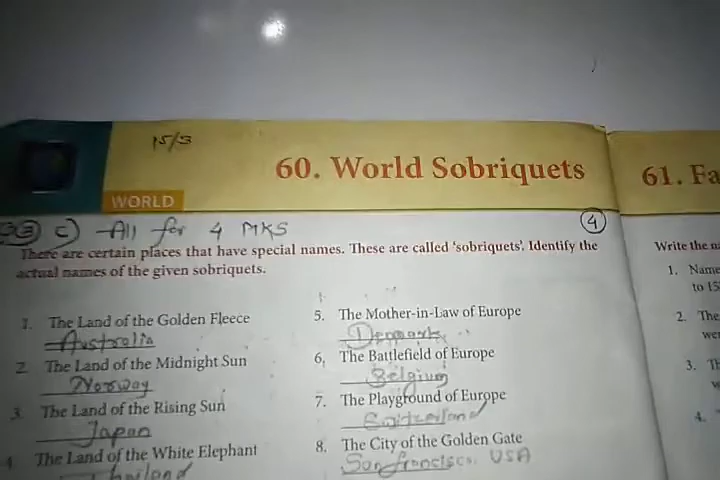 15/3
60. World Sobriquets
61. Fa
WORLD
33 c) All for 4 MKS
4
There are certain places that have special names. These are called 'sobriquets'. Identify the
actual names of the given sobriquets.
1. The Land of the Golden Fleece
Australia
2. The Land of the Midnight Sun
Norway
3. The Land of the Rising Sun
Japan
4. The Land of the White Elephant
Thailand
5. The Mother-in-Law of Europe
Denmark
6. The Battlefield of Europe
Belgium
7. The Playground of Europe
Switzerland
8. The City of the Golden Gate
San francisco, USA
Write the
1. Name
to 15
2. The
3.
4.